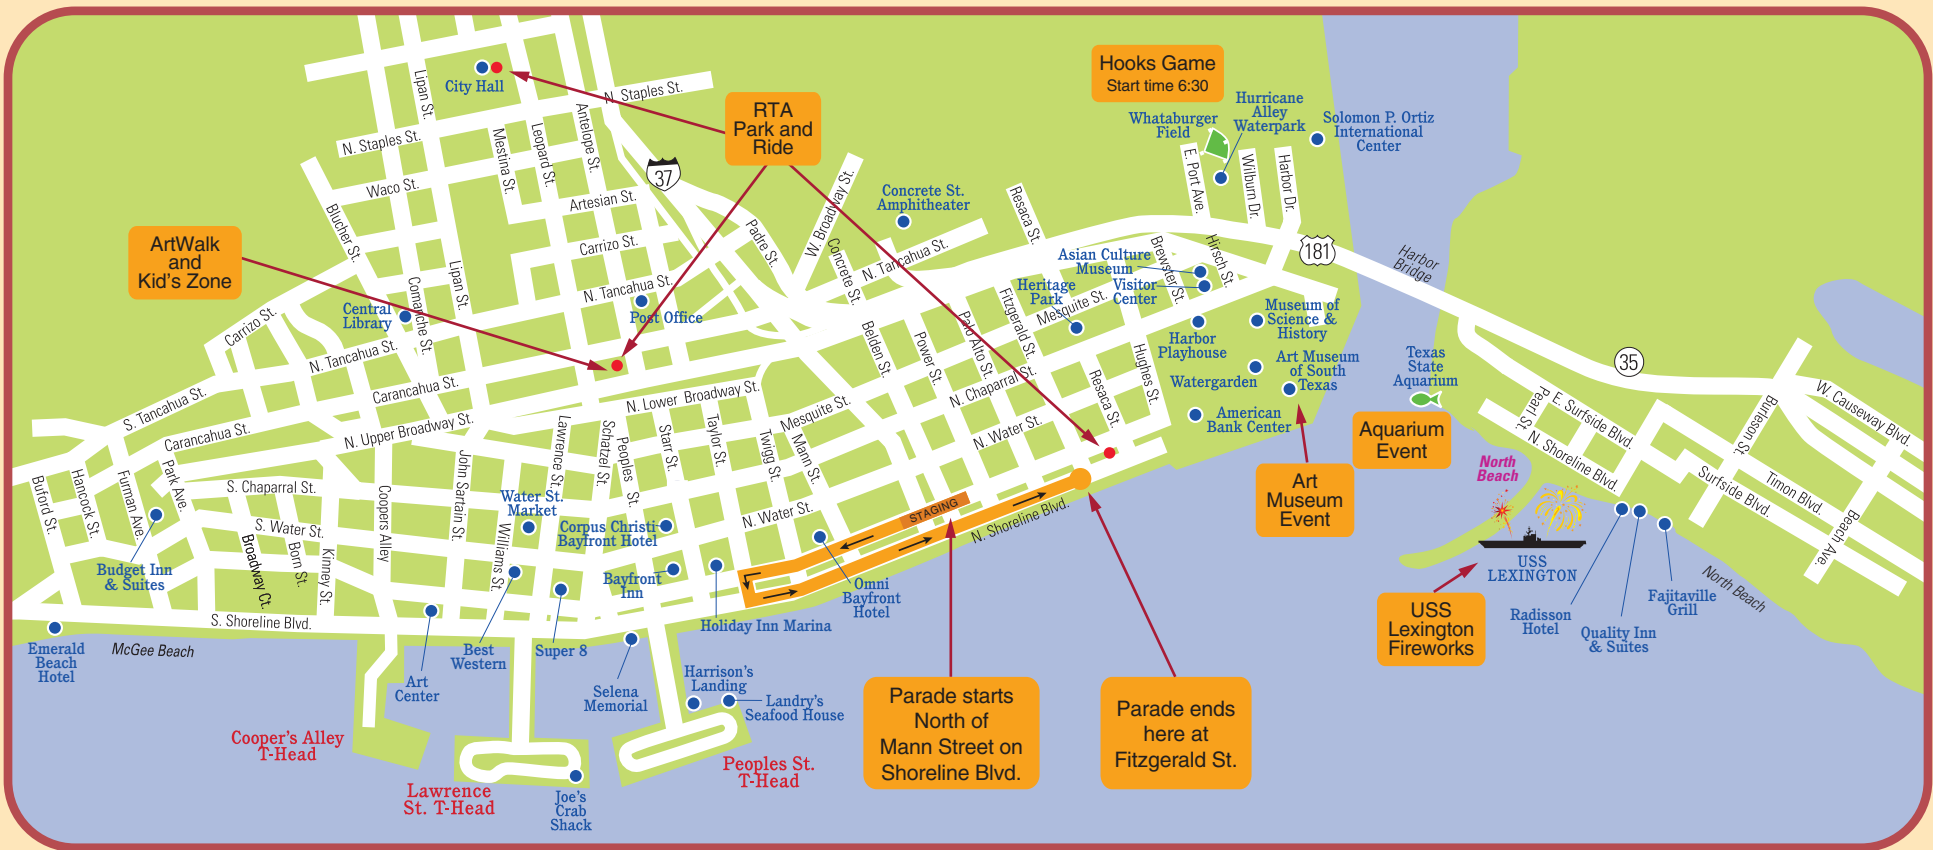 City Hall
Lipan St.
N. Staples St.
Antelope St.
N. Staples St.
Mestina St.
Leopard St.
Waco St.
Artesian St.
Blucher St.
Carrizo St.
37
RTA
Park and
Ride
Padre St.
W. Broadway St.
Concrete St.
Amphitheater
Concrete St.
N. Tancahua St.
Resaca St.
Hooks Game
Start time 6:30
Whataburger
Field
Hurricane
Alley
Waterpark
Solomon P. Ortiz
International
Center
E. Port Ave.
Wilburn Dr.
Harbor Dr.
181
Harbor
Bridge
35
ArtWalk
and
Kid's Zone
Comanche St.
Lipan St.
N. Tancahua St.
Post Office
Central
Library
Carrizo St.
N. Tancahua St.
S. Tancahua St.
Carancahua St.
Carancahua St.
N. Upper Broadway St.
N. Lower Broadway St.
Mesquite St.
Belden St.
Power St.
Palo Alto St.
Fitzgerald St.
Mesquite St.
N. Chaparral St.
Brewster St.
Hirsch St.
Asian Culture
Museum
Heritage
Park
Visitor
Center
Museum of
Science &
History
Harbor
Playhouse
Watergarden
Art Museum
of South
Texas
American
Bank Center
Hughes St.
Resaca St.
N. Water St.
Texas
State
Aquarium
Aquarium
Event
Art
Museum
Event
Pearl St.
E. Surfside Blvd.
N. Shoreline Blvd.
Burleson St.
W. Causeway Blvd.
Timon Blvd.
Surfside Blvd.
Beach Ave.
North
Beach
North Beach
USS
LEXINGTON
USS
Lexington
Fireworks
Radisson
Hotel
Quality Inn
& Suites
Fajitaville
Grill
Buford St.
Hancock St.
Furman Ave.
Park Ave.
S. Chaparral St.
S. Water St.
Broadway Ct.
Born St.
Kinney St.
Coopers Alley
John Sartain St.
Williams St.
Lawrence St.
Schatzel St.
Peoples St.
Starr St.
Taylor St.
Twigg St.
Mann St.
N. Water St.
Water St.
Market
Corpus Christi
Bayfront Hotel
Bayfront
Inn
Budget Inn
& Suites
S. Shoreline Blvd.
N. Shoreline Blvd.
STAGING
Omni
Bayfront
Hotel
Holiday Inn Marina
Emerald
Beach
Hotel
McGee Beach
Art
Center
Best
Western
Super 8
Selena
Memorial
Harrison's
Landing
Landry's
Seafood House
Cooper's Alley
T-Head
Lawrence
St. T-Head
Joe's
Crab
Shack
Peoples St.
T-Head
Parade starts
North of
Mann Street on
Shoreline Blvd.
Parade ends
here at
Fitzgerald St.